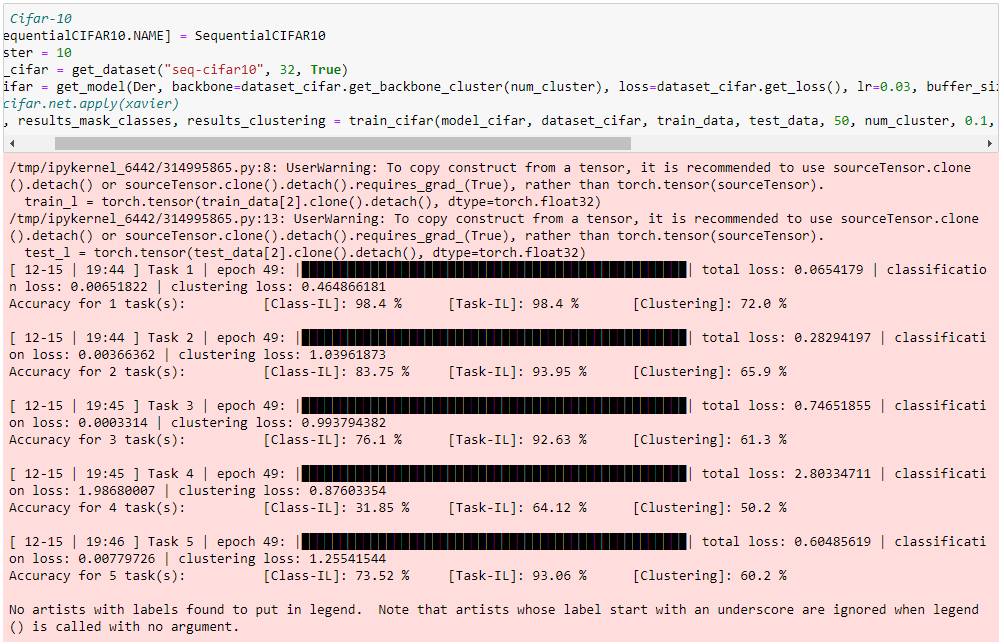 Cifar-10
equentialCIFAR10.NAME] = SequentialCIFAR10
ster = 10
_cifar = get_dataset("seq-cifar10", 32, True)
ifar = get_model(Der, backbone=dataset_cifar.get_backbone_cluster(num_cluster), loss=dataset_cifar.get_loss(), lr=0.03, buffer_si
cifar.net.apply(xavier)
, results_mask_classes, results_clustering = train_cifar(model_cifar, dataset_cifar, train_data, test_data, 50, num_cluster, 0.1,
/tmp/ipykernel_6442/314995865.py:8: UserWarning: To copy construct from a tensor, it is recommended to use sourceTensor.clone
().detach() or sourceTensor.clone().detach().requires_grad_(True), rather than torch.tensor(sourceTensor).
train_l = torch.tensor(train_data[2].clone().detach(), dtype=torch.float32)
/tmp/ipykernel_6442/314995865.py:13: UserWarning: To copy construct from a tensor, it is recommended to use sourceTensor.clone
().detach() or sourceTensor.clone().detach().requires_grad_(True), rather than torch.tensor(sourceTensor).
test_l = torch.tensor(test_data[2].clone().detach(), dtype=torch.float32)
[ 12-15 | 19:44 ] Task 1 | epoch 49: || total loss: 0.0654179 | classificatio
n loss: 0.00651822 | clustering loss: 0.464866181
Accuracy for 1 task(s): [Class-IL]: 98.4 % [Task-IL]: 98.4 % [Clustering]: 72.0 %
[ 12-15 | 19:44 ] Task 2 | epoch 49: || total loss: 0.28294197 | classificati
on loss: 0.00366362 | clustering loss: 1.03961873
Accuracy for 2 task(s): [Class-IL]: 83.75 % [Task-IL]: 93.95 % [Clustering]: 65.9 %
[ 12-15 | 19:45 ] Task 3 | epoch 49: || total loss: 0.74651855 | classificati
on loss: 0.0003314 | clustering loss: 0.993794382
Accuracy for 3 task(s): [Class-IL]: 76.1 % [Task-IL]: 92.63 % [Clustering]: 61.3 %
[ 12-15 | 19:45 ] Task 4 | epoch 49: || total loss: 2.80334711 | classificati
on loss: 1.98680007 | clustering loss: 0.87603354
Accuracy for 4 task(s): [Class-IL]: 31.85 % [Task-IL]: 64.12 % [Clustering]: 50.2 %
[ 12-15 | 19:46 ] Task 5 | epoch 49: || total loss: 0.60485619 | classificati
on loss: 0.00779726 | clustering loss: 1.25541544
Accuracy for 5 task(s): [Class-IL]: 73.52 % [Task-IL]: 93.06 % [Clustering]: 60.2 %
No artists with labels found to put in legend.  Note that artists whose label start with an underscore are ignored when legend
() is called with no argument.